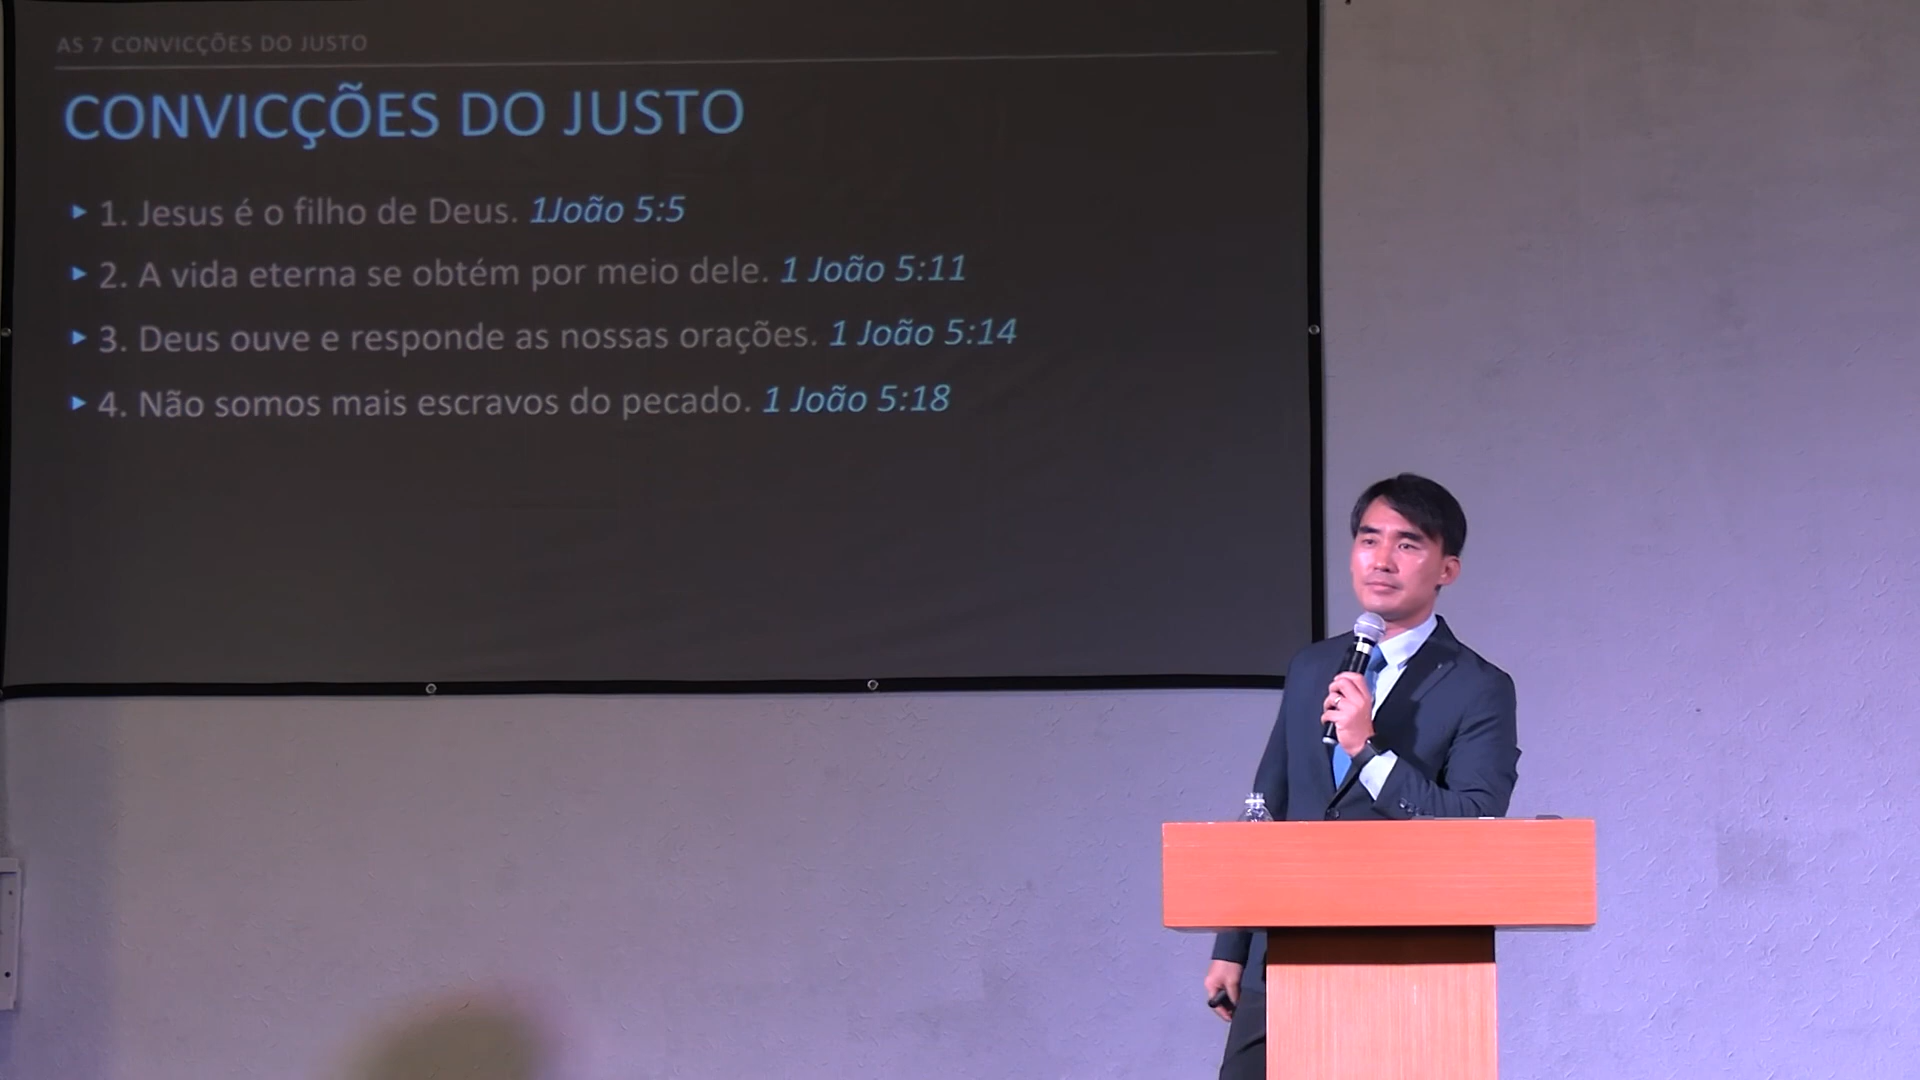 AS 7 CONVICÇÕES DO JUSTO
CONVICÇÕES DO JUSTO
▸ 1. Jesus é o filho de Deus. 1João 5:5
▸ 2. A vida eterna se obtém por meio dele. 1 João 5:11
▸ 3. Deus ouve e responde as nossas orações. 1 João 5:14
▸ 4. Não somos mais escravos do pecado. 1 João 5:18